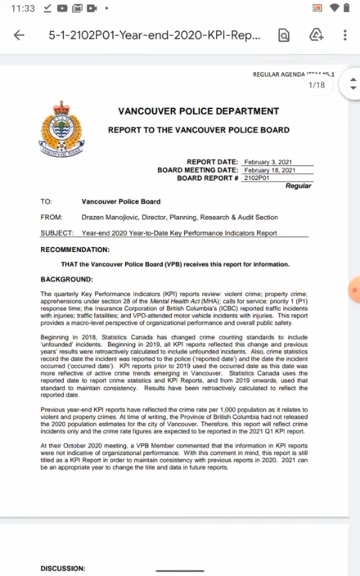 11:33
5-1-2102P01-Year-end-2020-KPI-Rep...
REGULAR AGENDA
1/18
VANCOUVER POLICE DEPARTMENT
REPORT TO THE VANCOUVER POLICE BOARD
REPORT DATE: February 3, 2021
BOARD MEETING DATE: February 18, 2021
BOARD REPORT # 2102P01
Regular
TO: Vancouver Police Board
FROM: Drazen Manojlovic, Director, Planning, Research & Audit Section
SUBJECT: Year-end 2020 Year-to-Date Key Performance Indicators Report
RECOMMENDATION:
THAT the Vancouver Police Board (VPB) receives this report for information.
BACKGROUND:
The quarterly Key Performance Indicators (KPI) reports review: violent crime; property crime;
apprehensions under section 28 of the Mental Health Act (MHA); calls for service; priority 1 (P1)
response time; the Insurance Corporation of British Columbia's (ICBC) reported traffic incidents
with injuries; traffic fatalities; and VPD-attended motor vehicle incidents with injuries. This report
provides a macro-level perspective of organizational performance and overall public safety.
Beginning in 2018, Statistics Canada has changed crime counting standards to include
'unfounded' incidents. Beginning in 2019, all KPI reports reflected this change and previous
years' results were retroactively calculated to include unfounded incidents. Also, crime statistics
record the date the incident was reported to the police ('reported date') and the date the incident
occurred ('occurred date'). KPI reports prior to 2019 used the occurred date as this date was
more reflective of active crime trends emerging in Vancouver. Statistics Canada uses the
reported date to report crime statistics and KPI Reports, and from 2019 onwards, used that
standard to maintain consistency. Results have been retroactively calculated to reflect the
reported date.
Previous year-end KPI reports have reflected the crime rate per 1,000 population as it relates to
violent and property crimes. At time of writing, the Province of British Columbia had not released
the 2020 population estimates for the city of Vancouver. Therefore, this report will reflect crime
incidents only and the crime rate figures are expected to be reported in the 2021 Q1 KPI report.
At their October 2020 meeting, a VPB Member commented that the information in KPI reports
were not indicative of organizational performance. With this comment in mind, this report is still
titled as a KPI Report in order to maintain consistency with previous reports in 2020. 2021 can
be an appropriate year to change the title and data in future reports.
DISCUSSION: